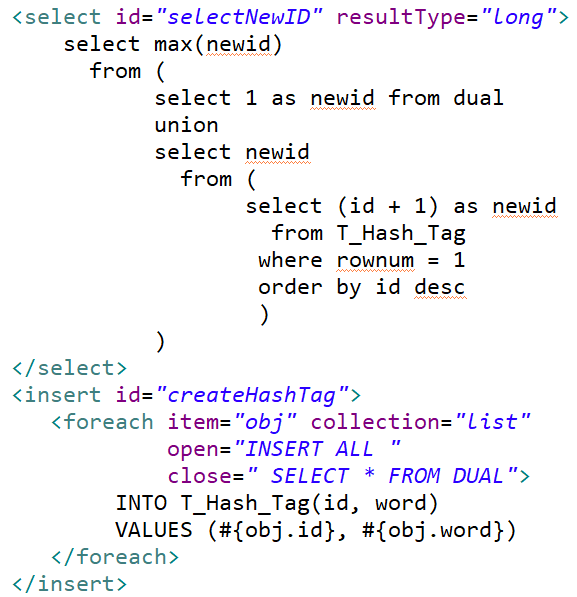 <select id="selectNewID" resultType="long">
    select max(newid)
      from (
           select 1 as newid from dual
           union
           select newid
             from (
                  select (id + 1) as newid
                    from T_Hash_Tag
                   where rownum = 1
                   order by id desc
                   )
           )
</select>
<insert id="createHashTag">
   <foreach item="obj" collection="list"
            open="INSERT ALL "
            close=" SELECT * FROM DUAL">
        INTO T_Hash_Tag(id, word)
        VALUES (#{obj.id}, #{obj.word})
   </foreach>
</insert>